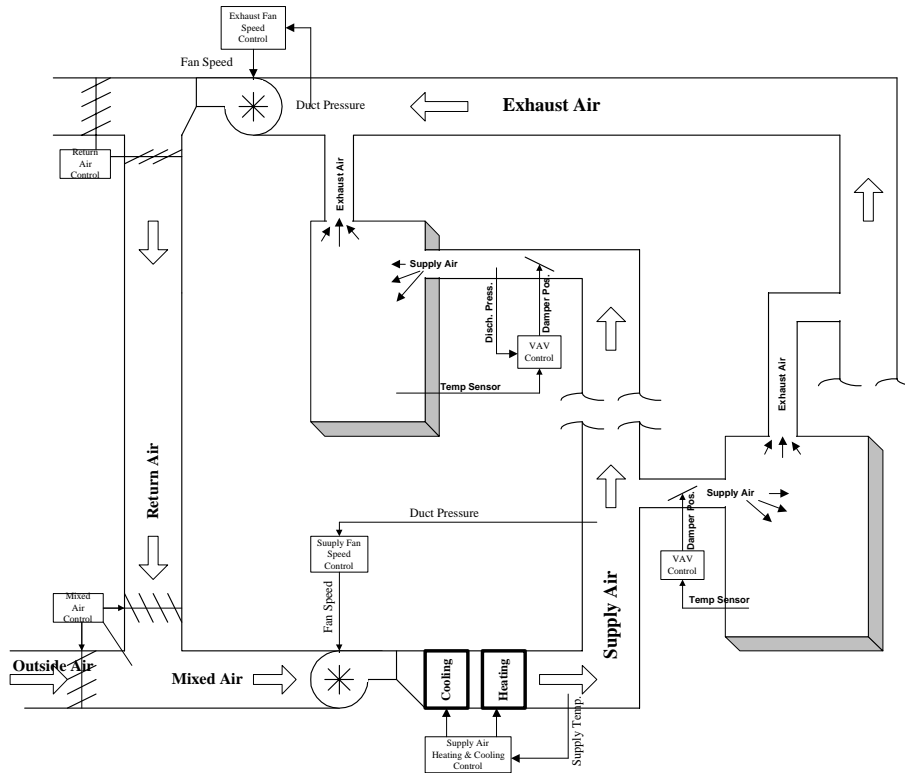 Exhaust Fan
Speed
Control
Fan Speed
Duct Pressure
Exhaust Air
Return
Air
Control
Exhaust Air
Supply Air
Disch. Press.
Damper Pos.
VAV
Control
Temp Sensor
Exhaust Air
Return Air
Supply Air
Damper Pos.
VAV
Control
Temp Sensor
Duct Pressure
Suuply Fan
Speed
Control
Fan Speed
Supply Air
Mixed
Air
Control
Outside Air
Mixed Air
Cooling
Heating
Supply Temp.
Supply Air
Heating & Cooling
Control